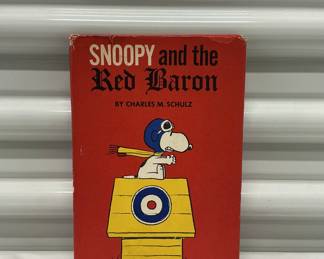 SNOOPY and the
Red Baron
BY CHARLES M. SCHULZ